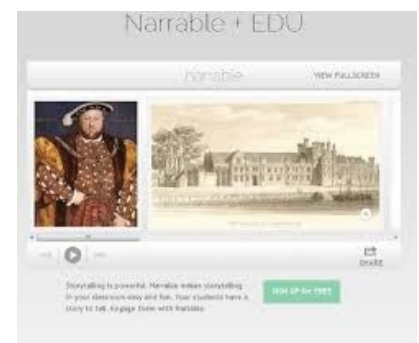 Narrable + EDU
narrable
VIEW FULLSCREEN
SHARE
Storytelling is powerful. Narrable makes storytelling
in your classroom easy and fun. Your students have a
story to tell. Engage them with Narrable.
SIGN UP for FREE